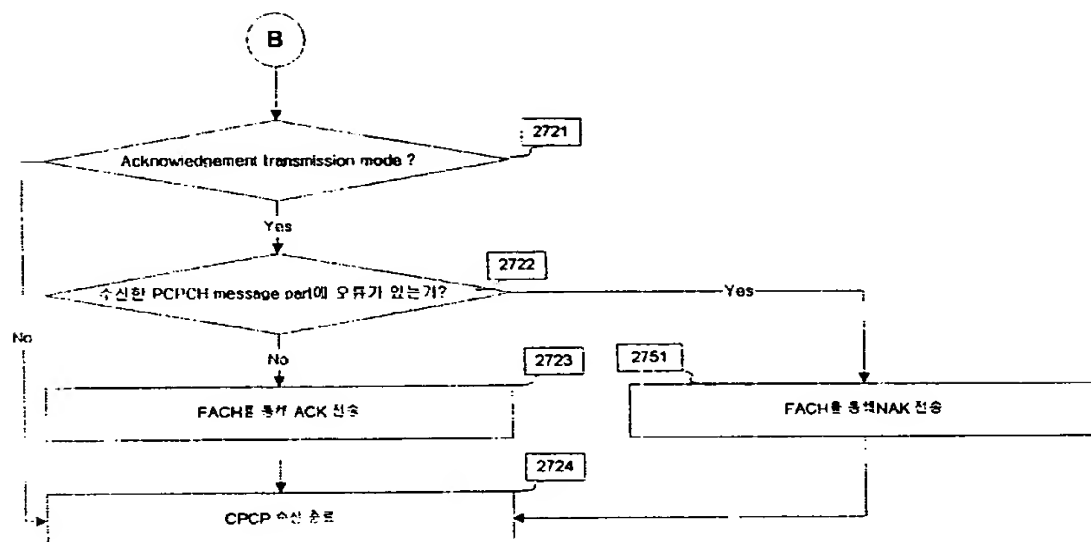 B
2721
Acknowledgement transmission mode ?
Yes
2722
수신한 PCPCH message part에 오류가 있는가?
Yes
No
No
2723
2751
FACH를 통해 ACK 전송
FACH을 통해 NAK 전송
2724
CPCP 수신 종료